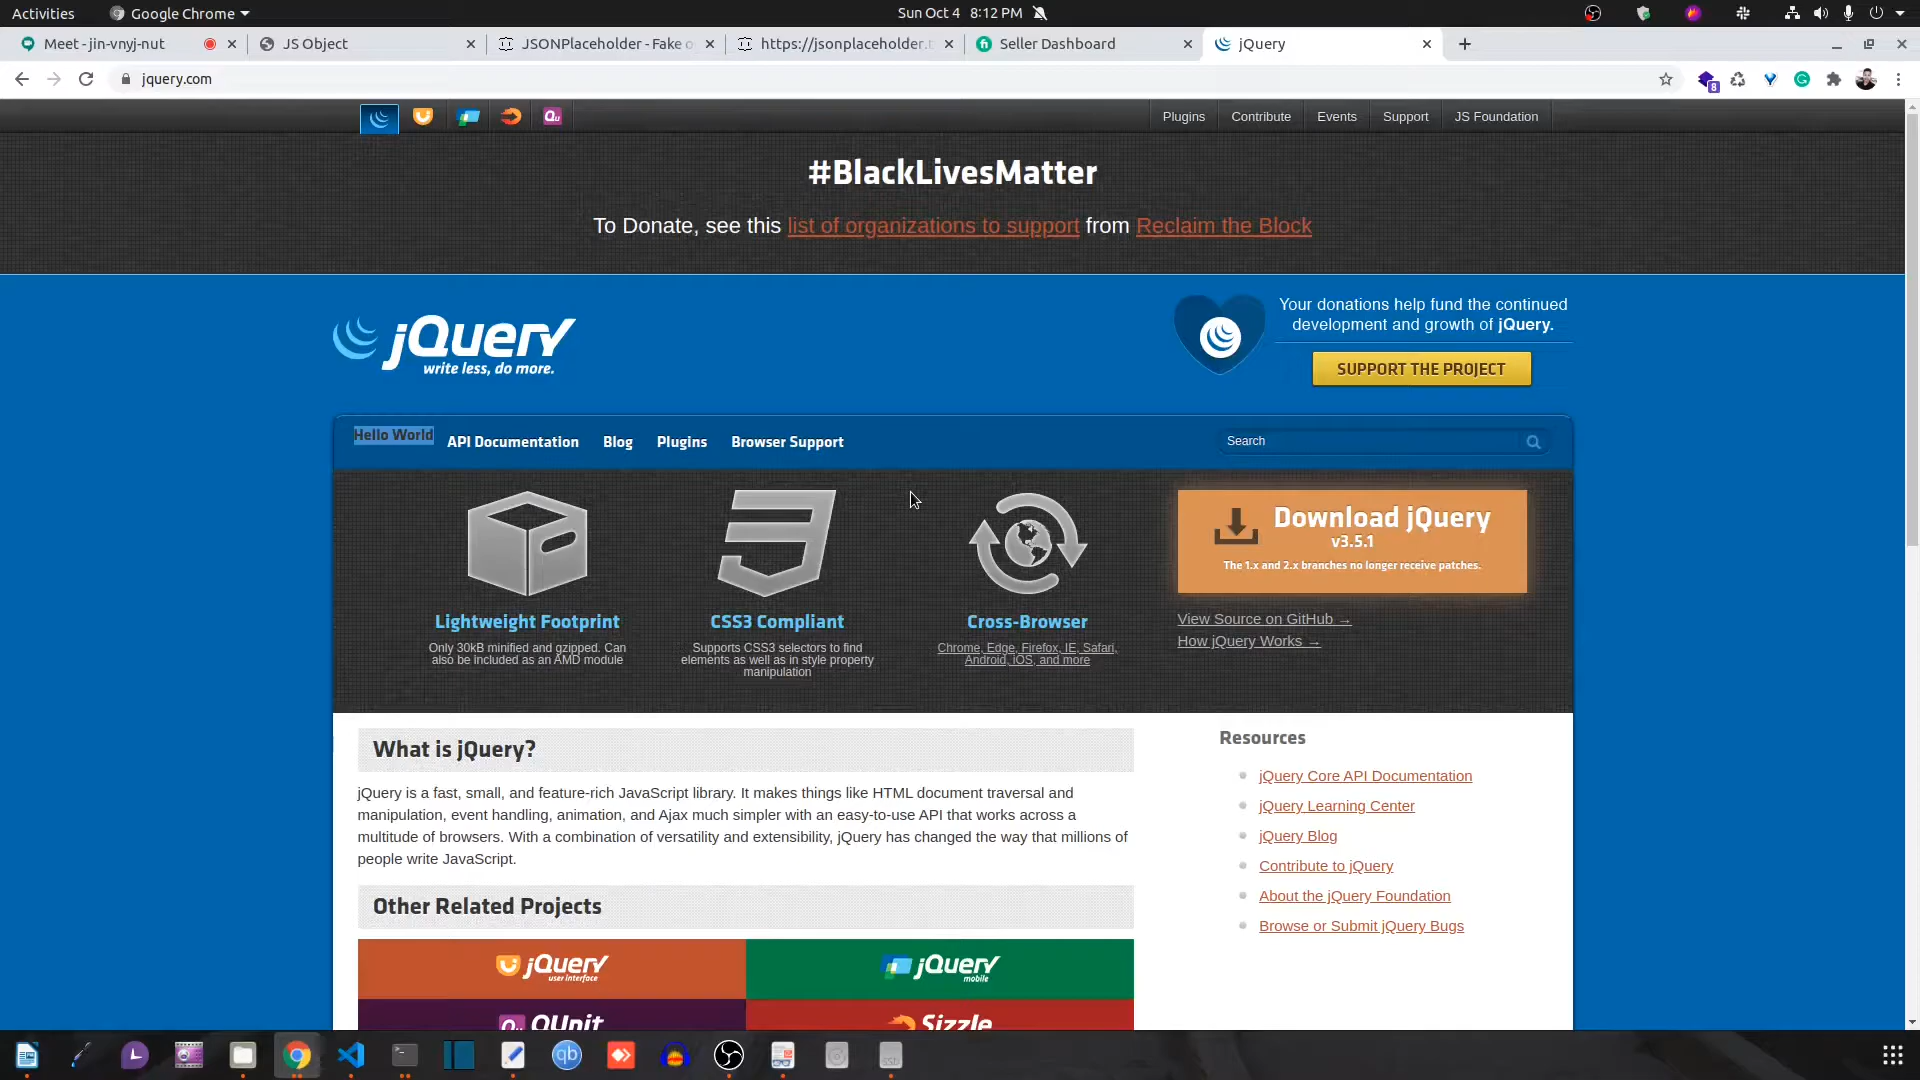 Activities
Google Chrome
Sun Oct 4 8:12 PM
Meet - jin-vnyj-nut
JS Object
JSONPlaceholder - Fake o
https://jsonplaceholder.t
Seller Dashboard
jQuery
jquery.com
8
Plugins
Contribute
Events
Support
JS Foundation
#BlackLivesMatter
To Donate, see this list of organizations to support from Reclaim the Block
jQuery
write less, do more.
Your donations help fund the continued
development and growth of jQuery.
SUPPORT THE PROJECT
Hello World
API Documentation
Blog
Plugins
Browser Support
Search
Lightweight Footprint
Only 30kB minified and gzipped. Can
also be included as an AMD module
CSS3 Compliant
Supports CSS3 selectors to find
elements as well as in style property
manipulation
Cross-Browser
Chrome, Edge, Firefox, IE, Safari,
Android, iOS, and more
Download jQuery
v3.5.1
The 1.x and 2.x branches no longer receive patches.
View Source on GitHub →
How jQuery Works →
What is jQuery?
jQuery is a fast, small, and feature-rich JavaScript library. It makes things like HTML document traversal and
manipulation, event handling, animation, and Ajax much simpler with an easy-to-use API that works across a
multitude of browsers. With a combination of versatility and extensibility, jQuery has changed the way that millions of
people write JavaScript.
Other Related Projects
jQuery
user interface
jQuery
mobile
QUnit
Sizzle
Resources
jQuery Core API Documentation
jQuery Learning Center
jQuery Blog
Contribute to jQuery
About the jQuery Foundation
Browse or Submit jQuery Bugs
qb